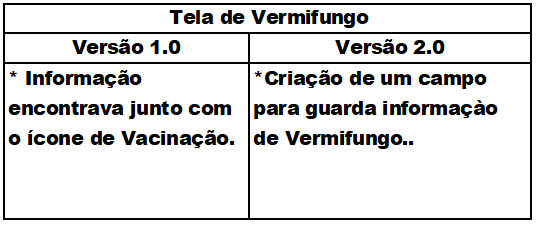 Tela de Vermifungo
Versão 1.0
Versão 2.0
* Informação
encontrava junto com
o ícone de Vacinação.
*Criação de um campo
para guarda informaçào
de Vermifungo..